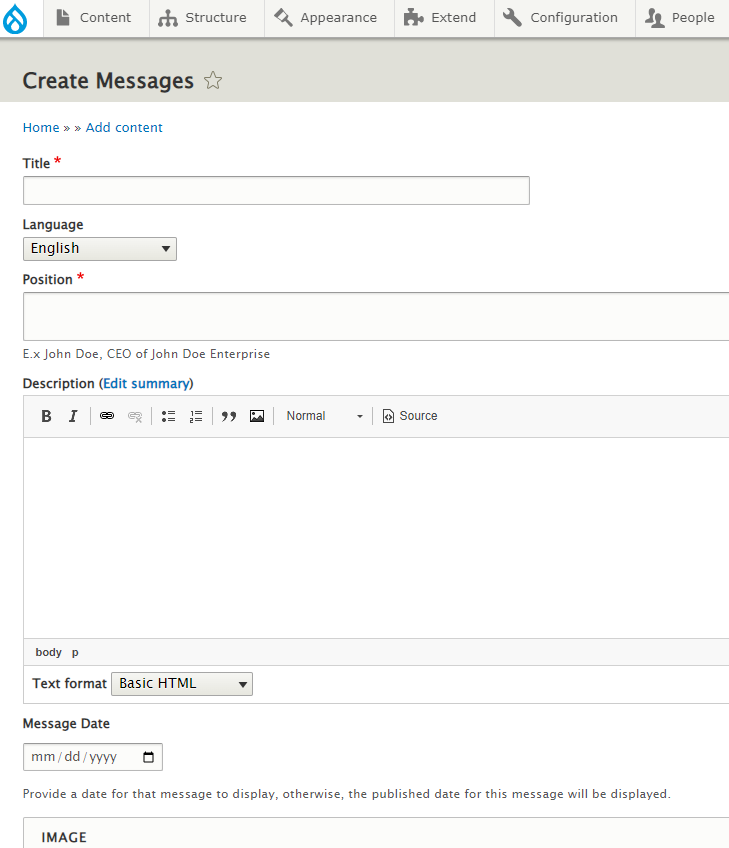 Content Structure Appearance Extend Configuration People
Create Messages
Home » » Add content
Title *
Language
English
Position *
E.x John Doe, CEO of John Doe Enterprise
Description (Edit summary)
B I Normal Source
body p
Text format Basic HTML
Message Date
mm/dd/yyyy
Provide a date for that message to display, otherwise, the published date for this message will be displayed.
IMAGE